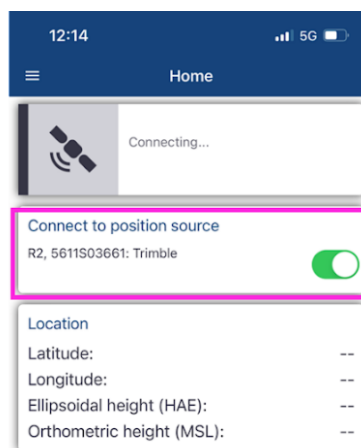 12:14 5G
Home
Connecting...
Connect to position source
R2, 5611S03661: Trimble
Location
Latitude: --
Longitude: --
Ellipsoidal height (HAE): --
Orthometric height (MSL): --